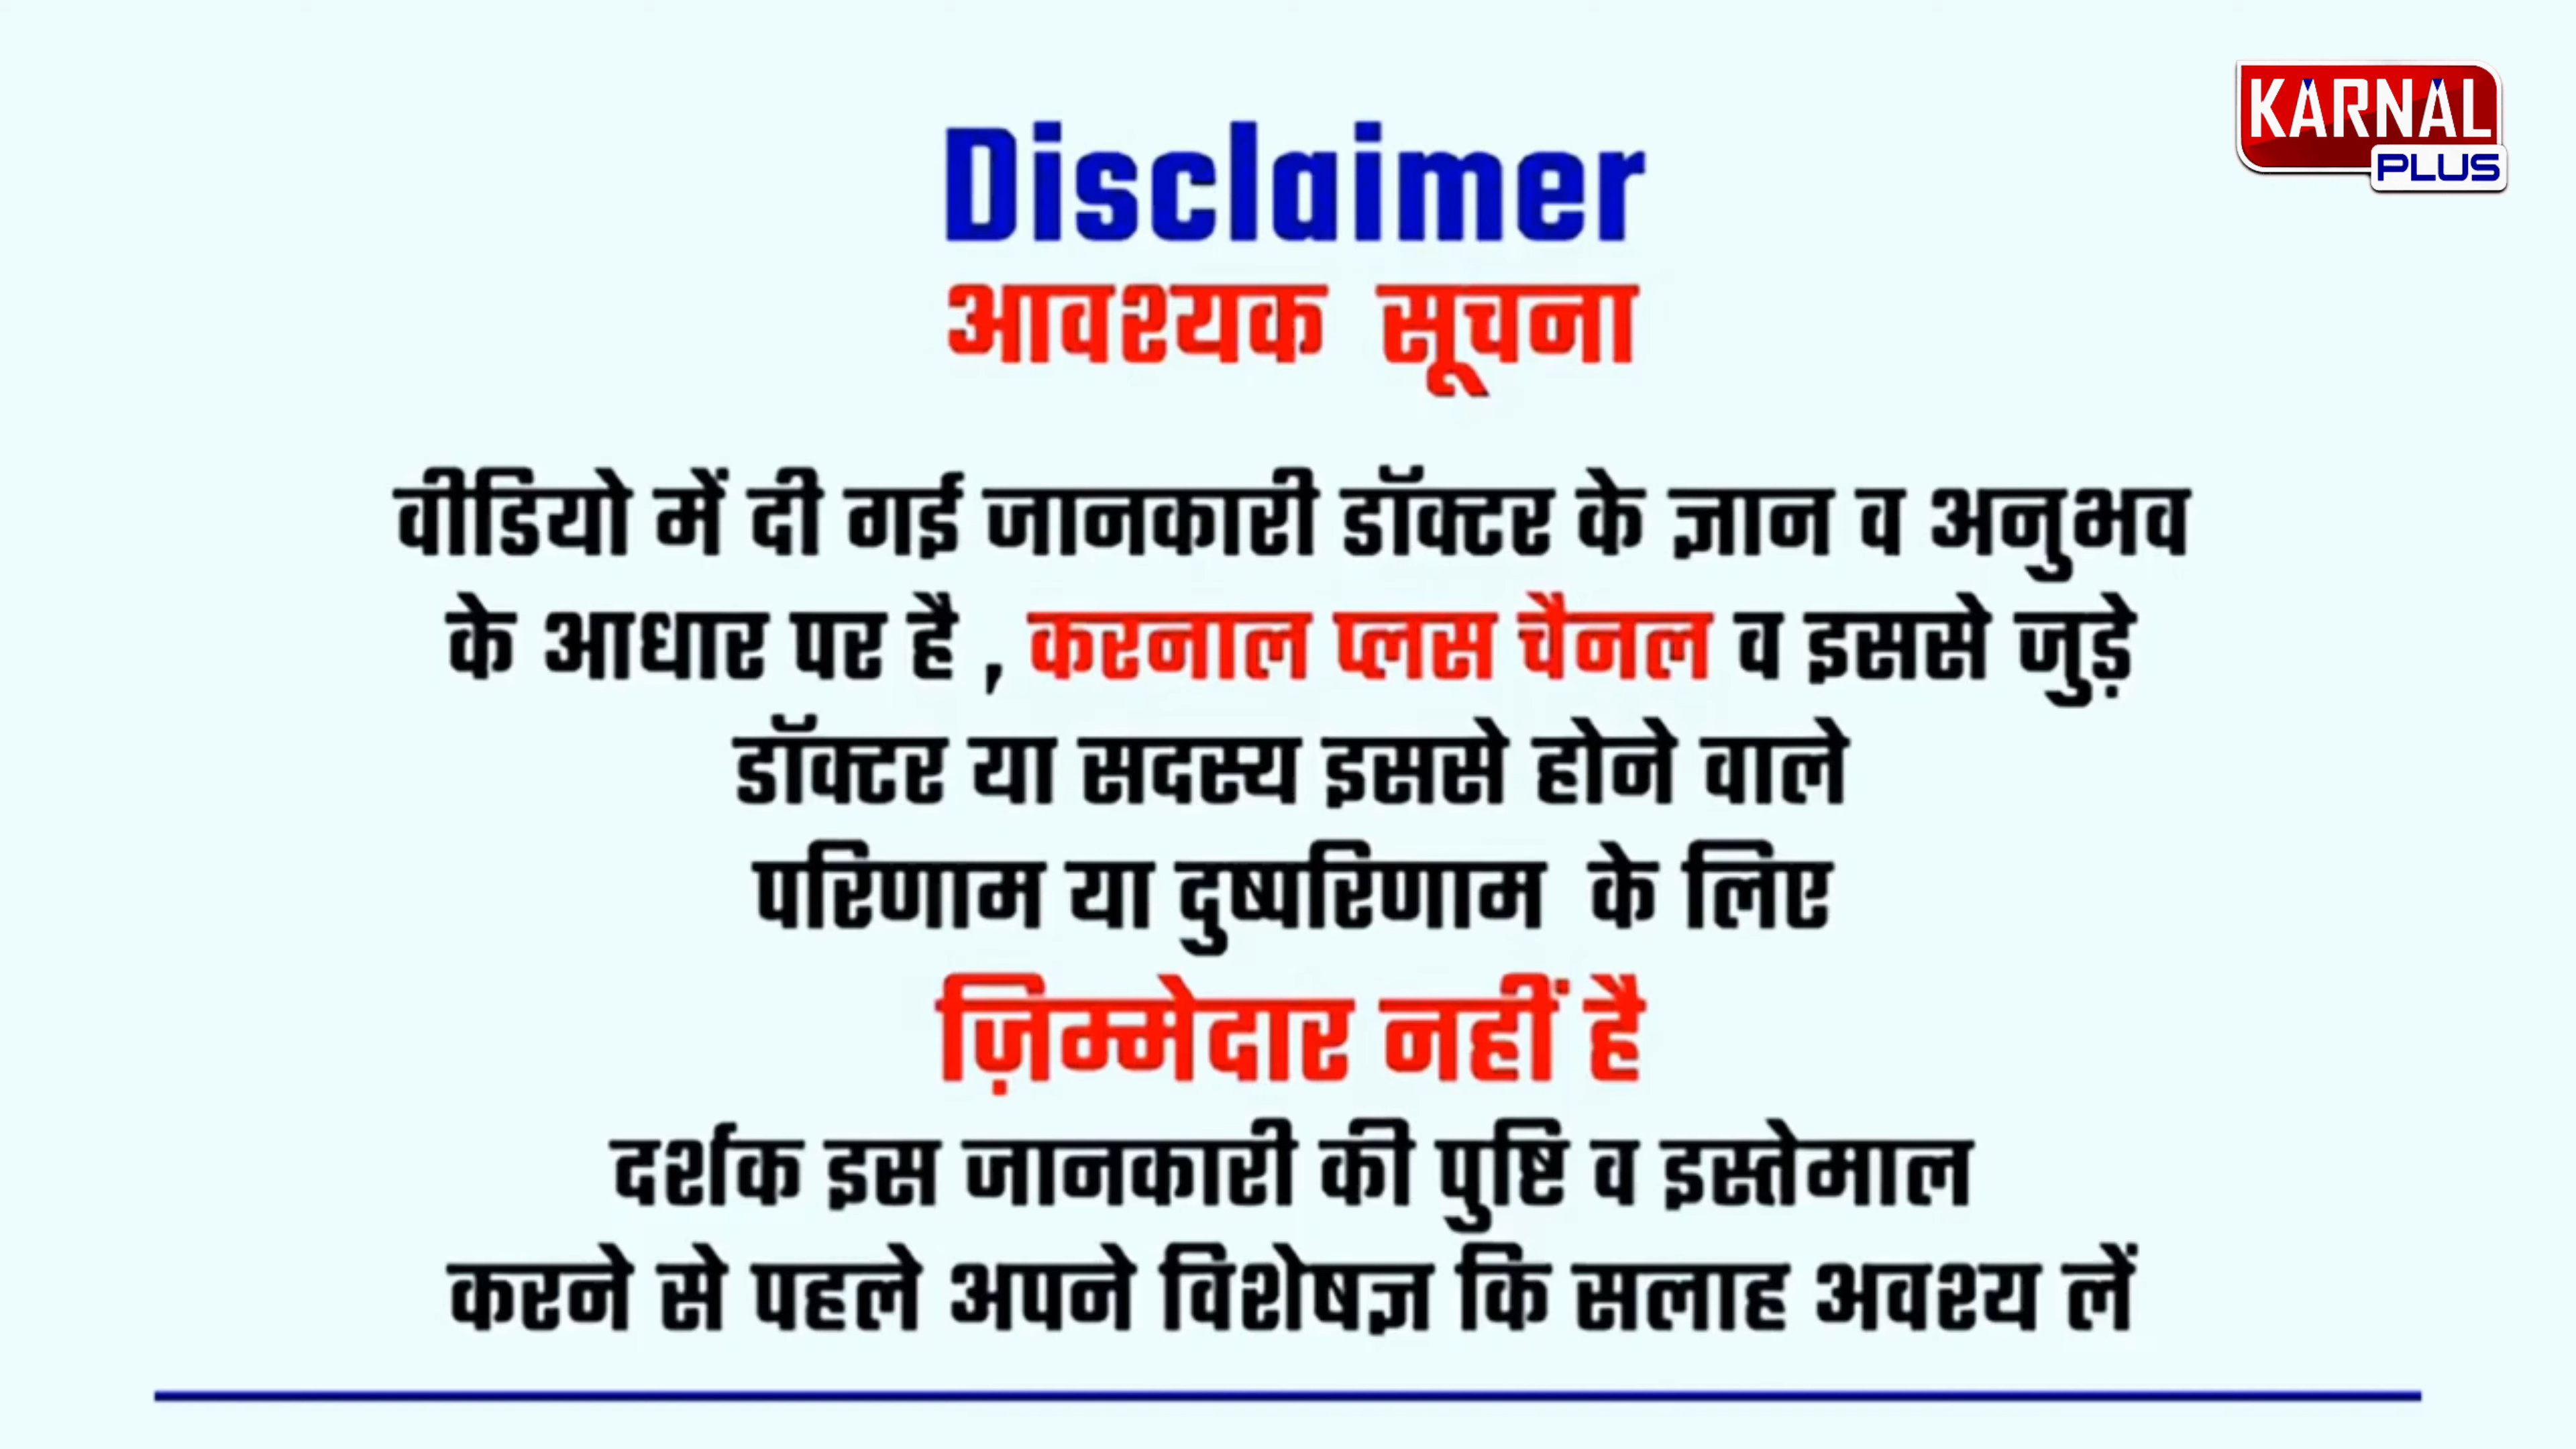 KARNAL
PLUS
Disclaimer
आवश्यक सूचना
वीडियो में दी गई जानकारी डॉक्टर के ज्ञान व अनुभव
के आधार पर है , करनाल प्लस चैनल व इससे जुड़े
डॉक्टर या सदस्य इससे होने वाले
परिणाम या दुष्परिणाम के लिए
ज़िम्मेदार नहीं है
दर्शक इस जानकारी की पुष्टि व इस्तेमाल
करने से पहले अपने विशेषज्ञ कि सलाह अवश्य लें